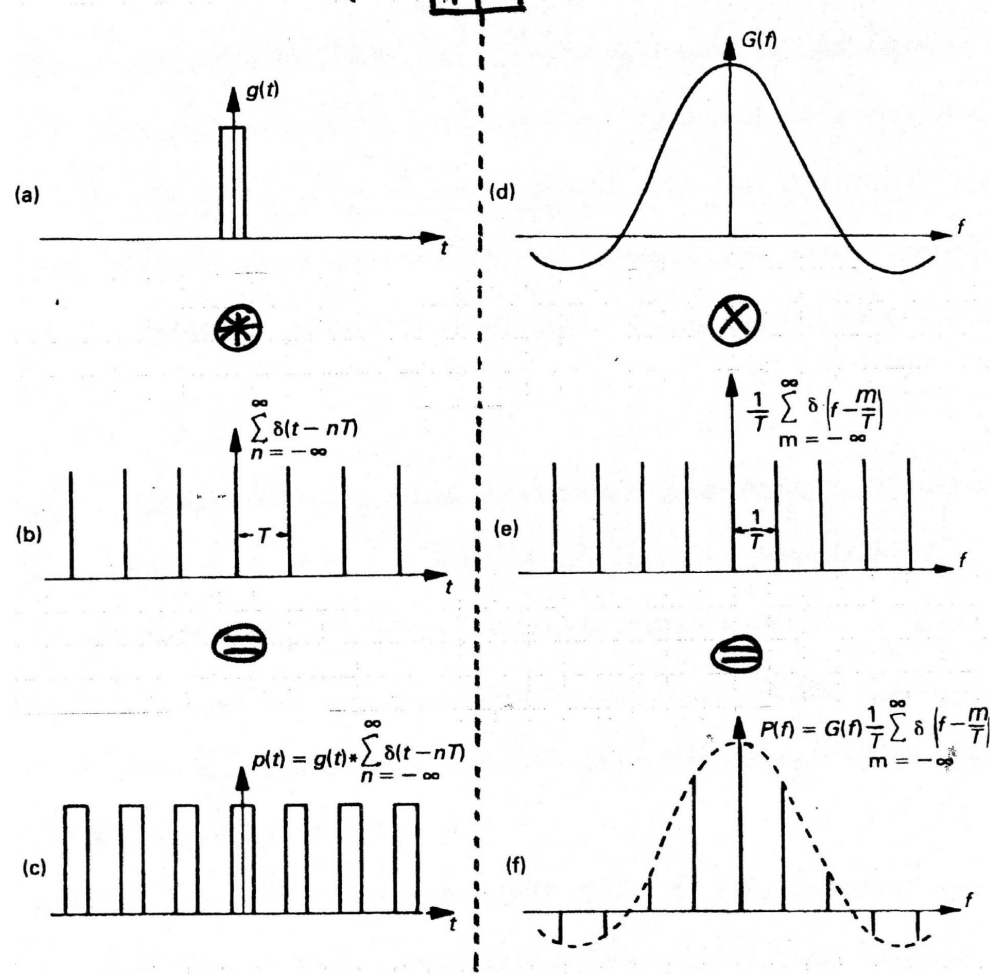 g(t)
(a)
t
G(f)
(d)
f
∞
∑ δ(t − nT)
n = − ∞
(b)
T
t
1/T ∞ ∑ δ (f − m/T)
m = − ∞
(e)
1/T
f
p(t) = g(t)* ∞ ∑ δ(t − nT)
n = − ∞
(c)
t
P(f) = G(f) 1/T ∞ ∑ δ (f − m/T)
m = − ∞
(f)
f